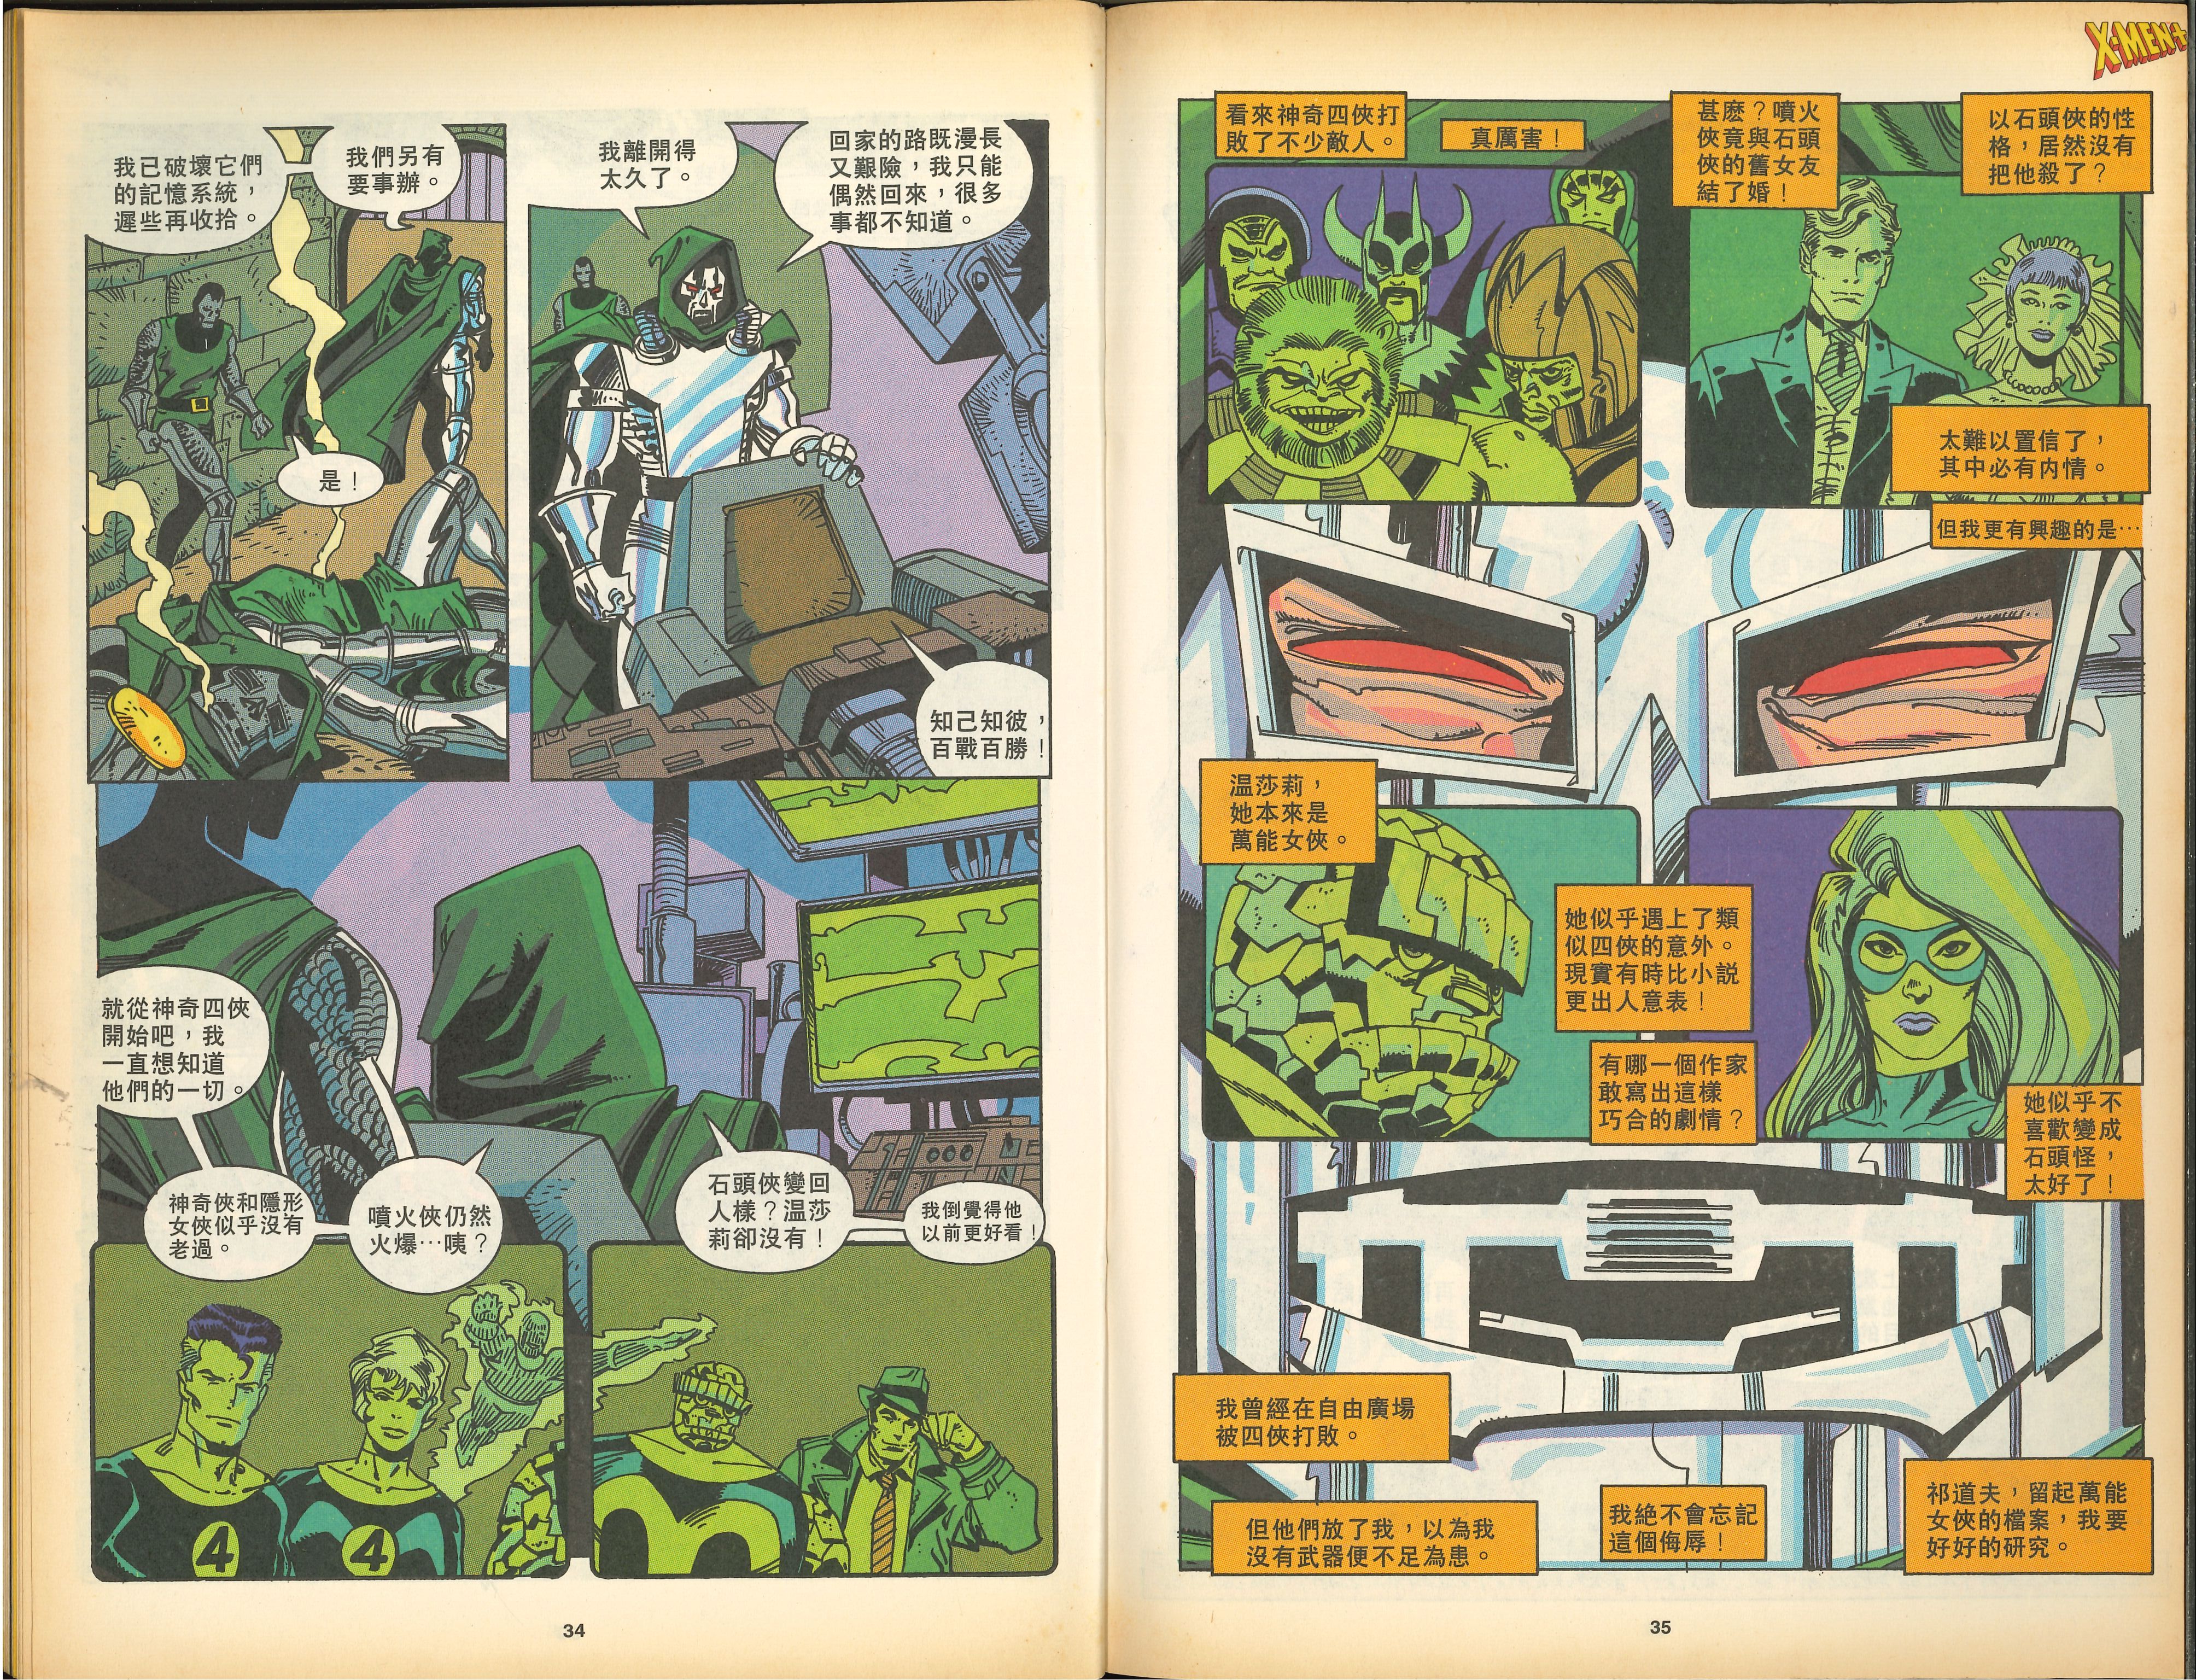 我已破壞它們
的記憶系統，
遲些再收拾。
我們另有
要事辦。
是！
我離開得
太久了。
回家的路既漫長
又艱險，我只能
偶然回來，很多
事都不知道。
知己知彼，
百戰百勝！
就從神奇四俠
開始吧，我
一直想知道
他們的一切。
神奇俠和隱形
女俠似乎沒有
老過。
噴火俠仍然
火爆…咦？
石頭俠變回
人樣？温莎
莉卻沒有！
我倒覺得他
以前更好看！
4
4
34
X-MEN+
看來神奇四俠打
敗了不少敵人。
真厲害！
甚麽？噴火
俠竟與石頭
俠的舊女友
結了婚！
以石頭俠的性
格，居然沒有
把他殺了？
太難以置信了，
其中必有内情。
但我更有興趣的是…
温莎莉，
她本來是
萬能女俠。
她似乎遇上了類
似四俠的意外。
現實有時比小説
更出人意表！
有哪一個作家
敢寫出這樣
巧合的劇情？
她似乎不
喜歡變成
石頭怪，
太好了！
我曾經在自由廣場
被四俠打敗。
但他們放了我，以為我
沒有武器便不足為患。
我絶不會忘記
這個侮辱！
祁道夫，留起萬能
女俠的檔案，我要
好好的研究。
35